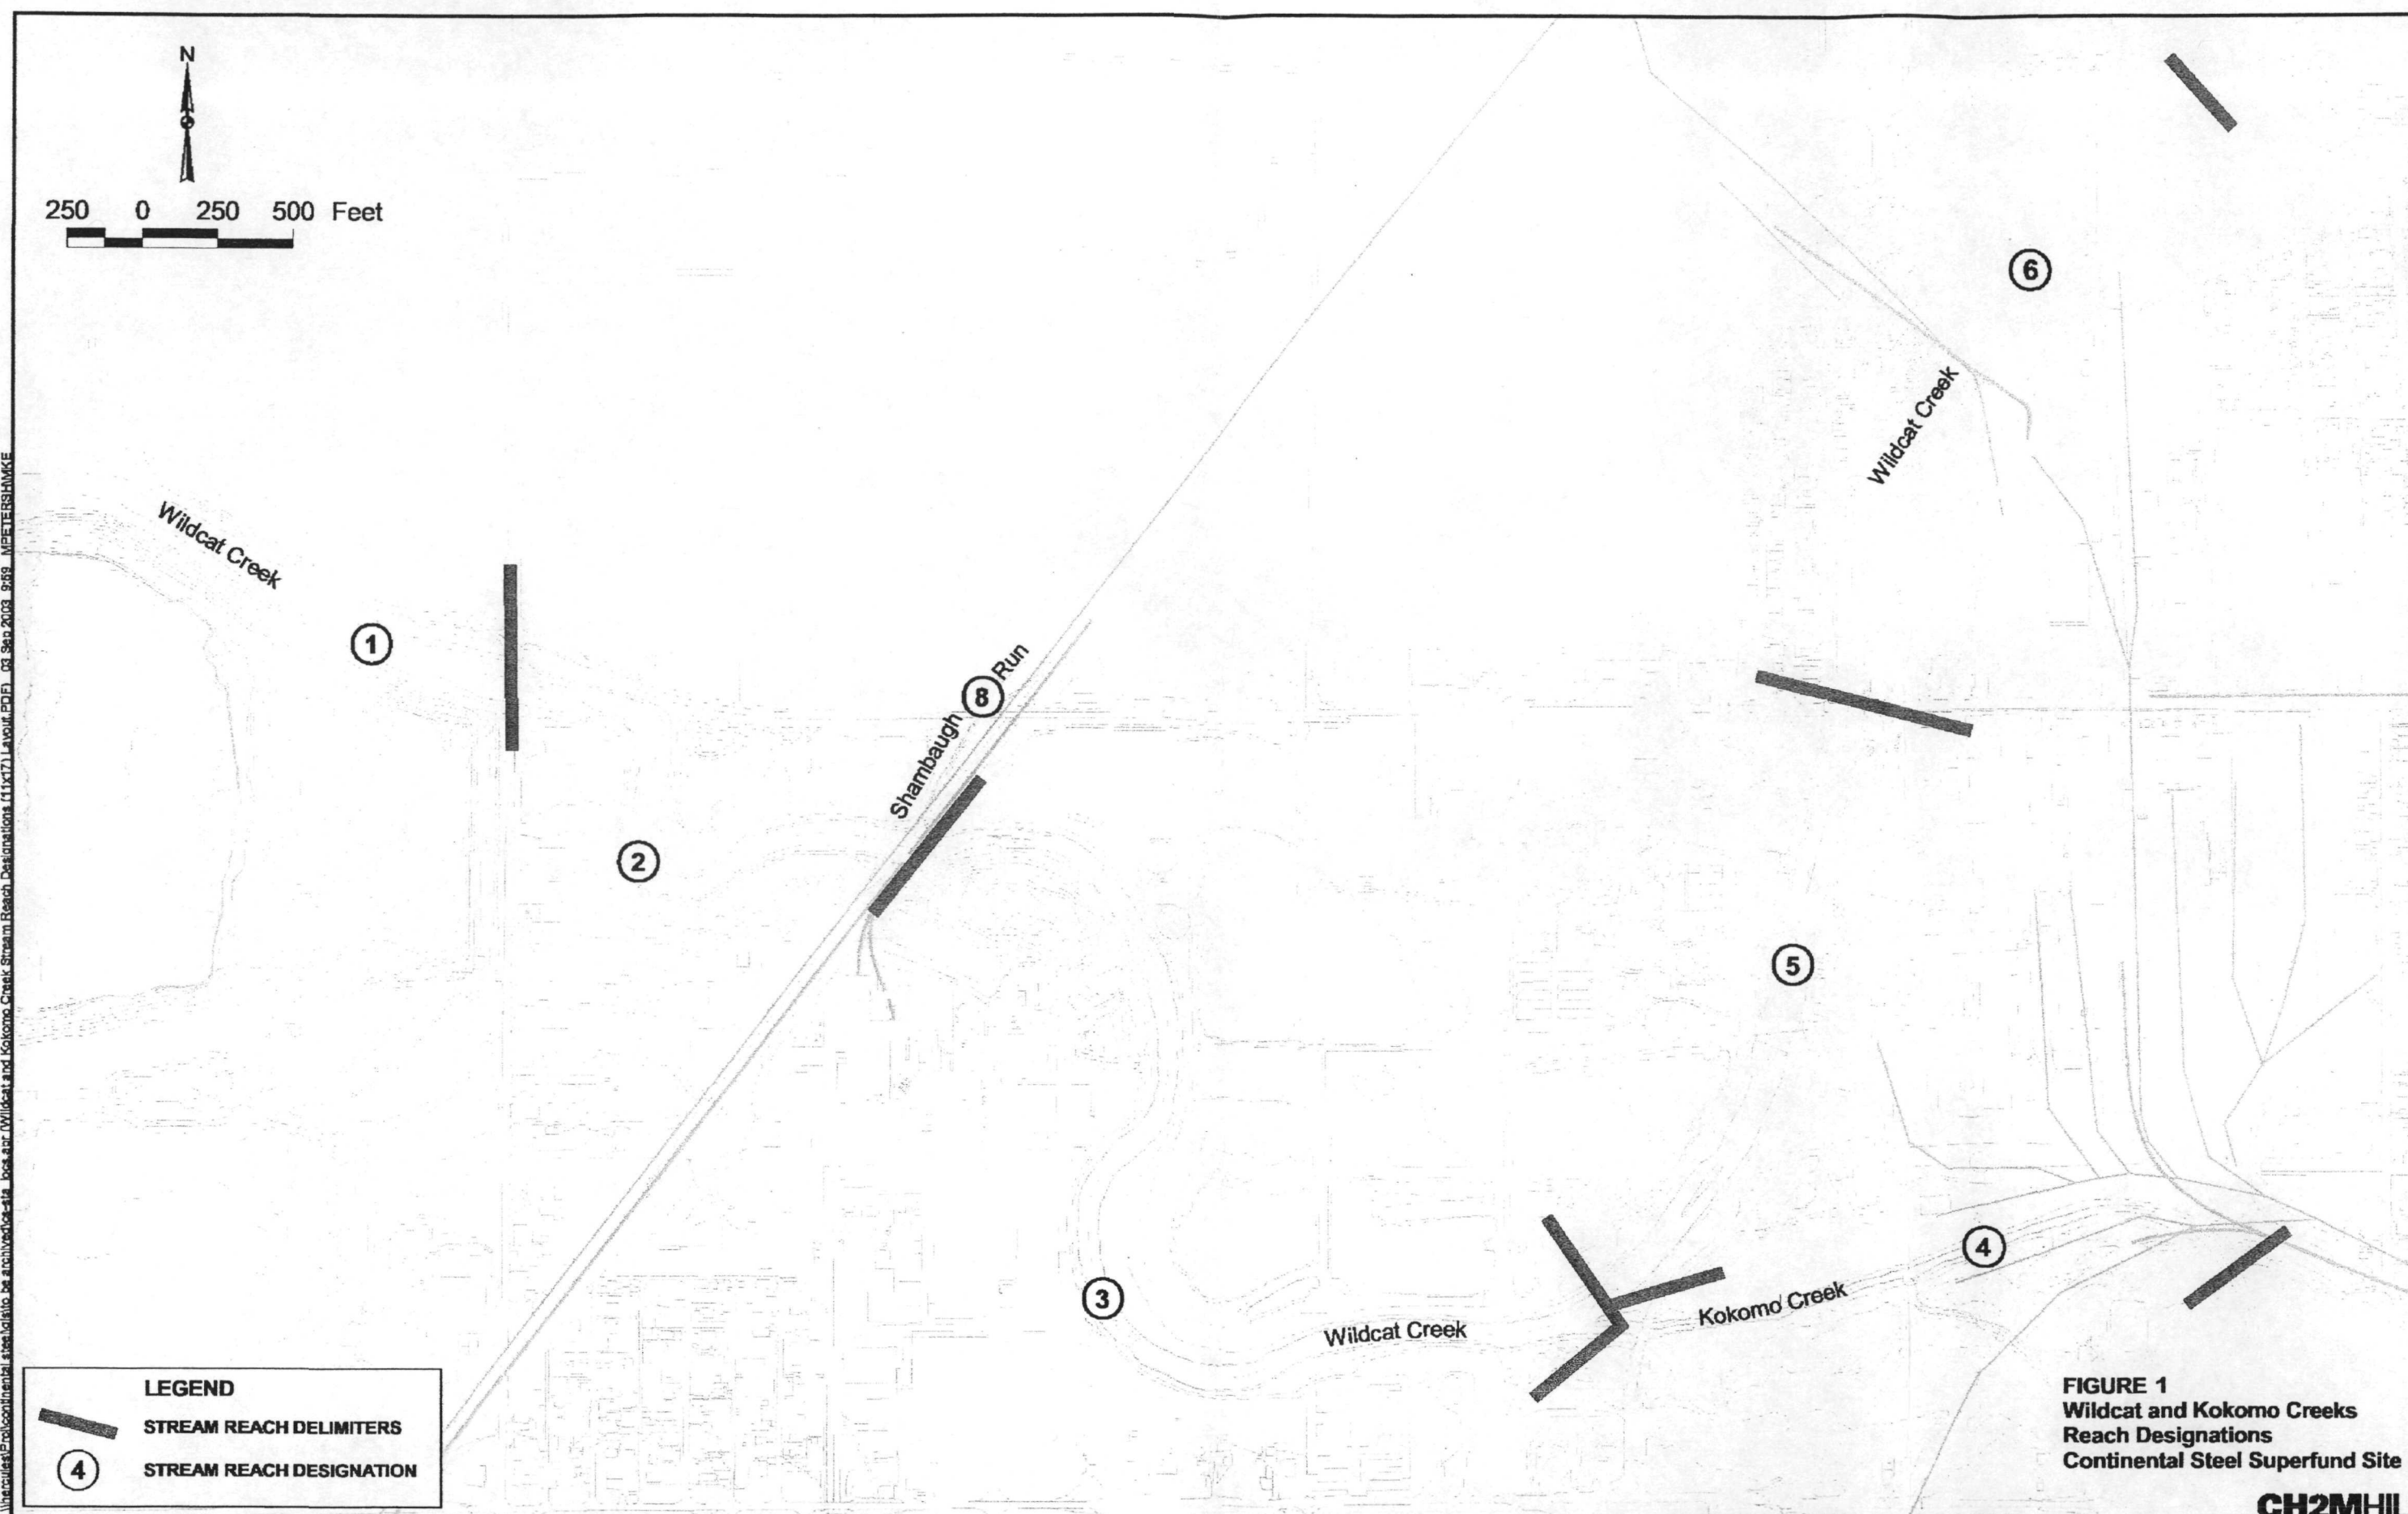 N
250 0 250 500 Feet
6
Wildcat Creek
Wildcat Creek
1
8
Shambaugh Run
2
5
4
3
Wildcat Creek
Kokomo Creek
LEGEND
STREAM REACH DELIMITERS
4 STREAM REACH DESIGNATION
FIGURE 1
Wildcat and Kokomo Creeks
Reach Designations
Continental Steel Superfund Site
CH2MHIL